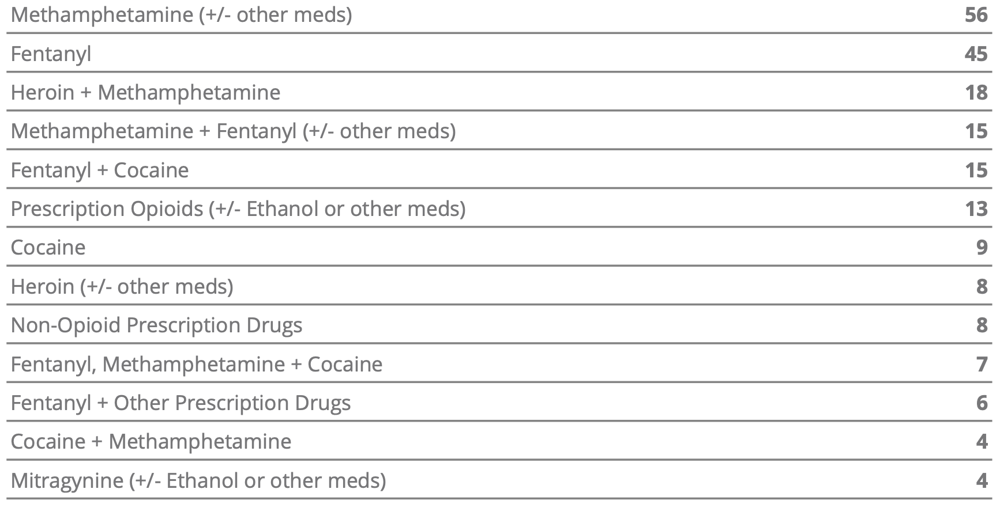 Methamphetamine (+/- other meds) 56
Fentanyl 45
Heroin + Methamphetamine 18
Methamphetamine + Fentanyl (+/- other meds) 15
Fentanyl + Cocaine 15
Prescription Opioids (+/- Ethanol or other meds) 13
Cocaine 9
Heroin (+/- other meds) 8
Non-Opioid Prescription Drugs 8
Fentanyl, Methamphetamine + Cocaine 7
Fentanyl + Other Prescription Drugs 6
Cocaine + Methamphetamine 4
Mitragynine (+/- Ethanol or other meds) 4